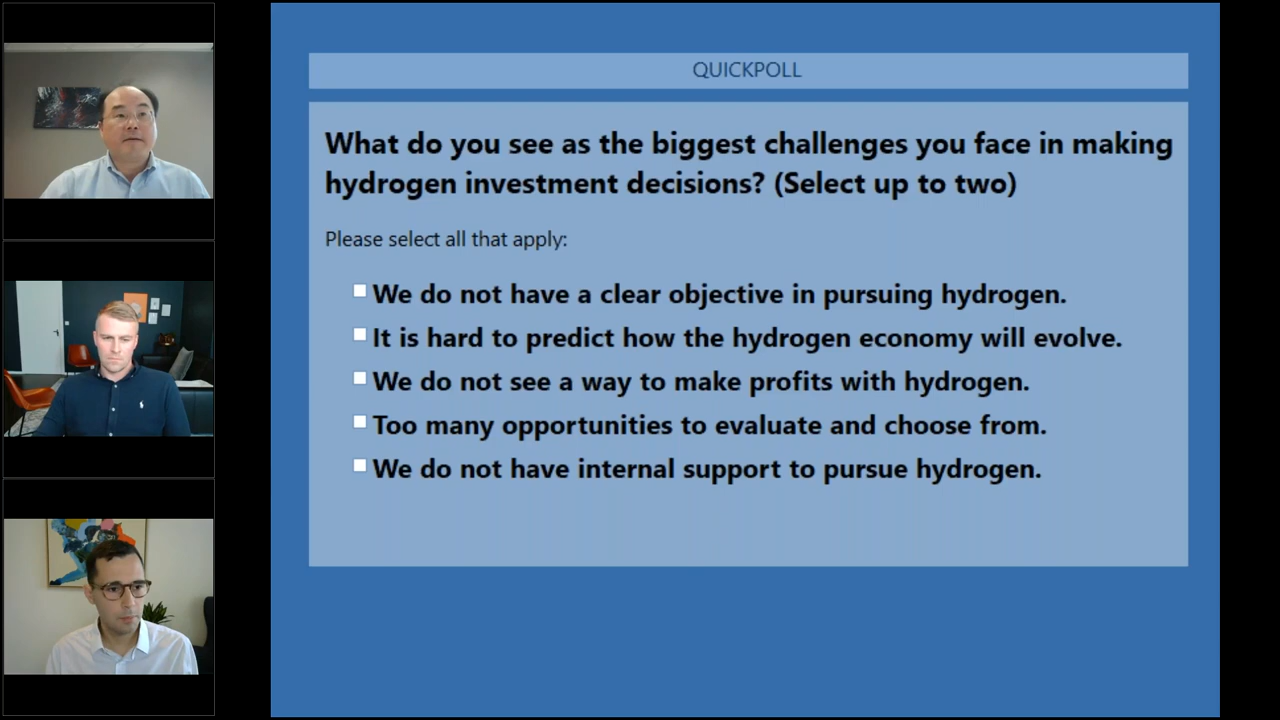 QUICKPOLL
What do you see as the biggest challenges you face in making
hydrogen investment decisions? (Select up to two)
Please select all that apply:
We do not have a clear objective in pursuing hydrogen.
It is hard to predict how the hydrogen economy will evolve.
We do not see a way to make profits with hydrogen.
Too many opportunities to evaluate and choose from.
We do not have internal support to pursue hydrogen.